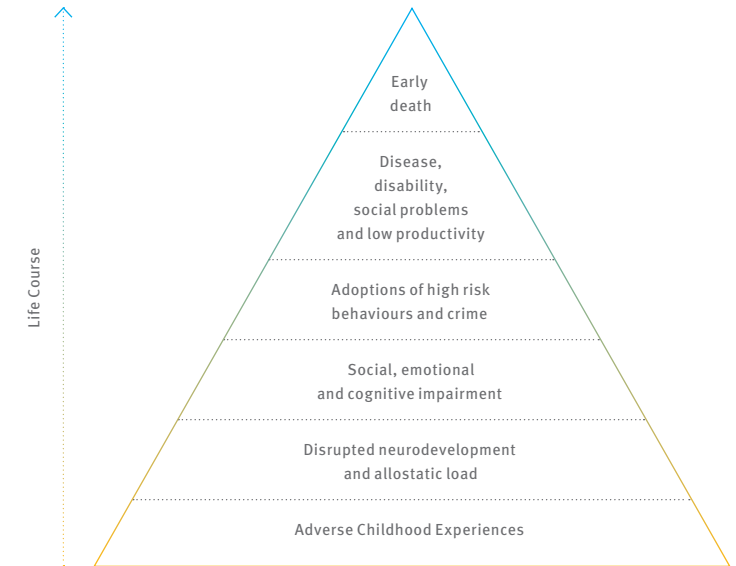 Early
death
Disease,
disability,
social problems
and low productivity
Adoptions of high risk
behaviours and crime
Social, emotional
and cognitive impairment
Disrupted neurodevelopment
and allostatic load
Adverse Childhood Experiences
Life Course